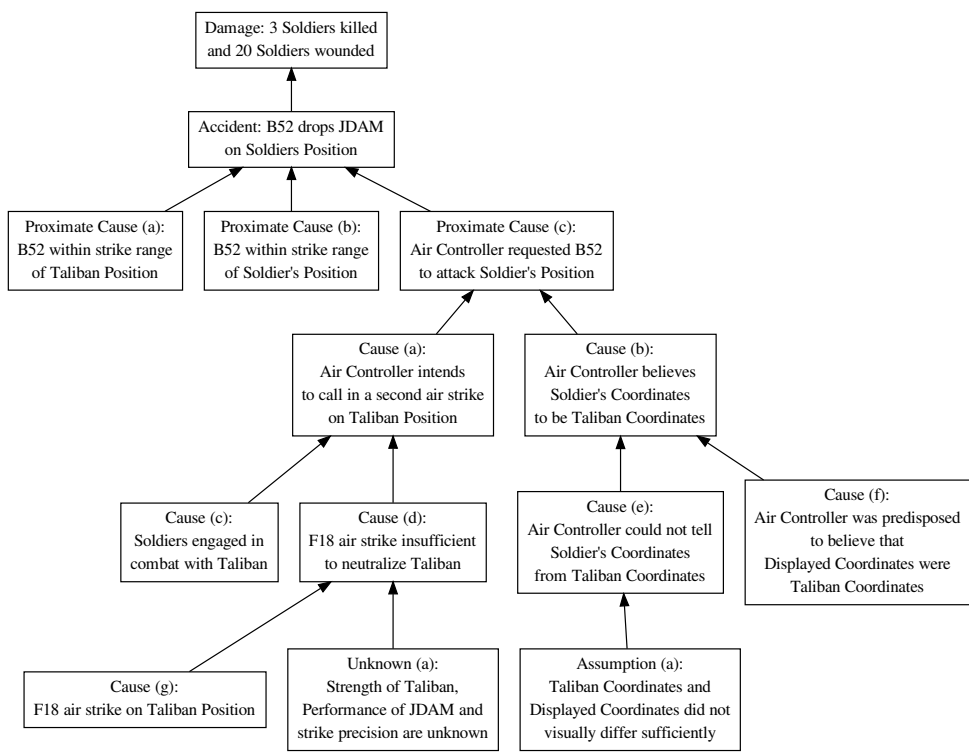 Damage: 3 Soldiers killed
and 20 Soldiers wounded
Accident: B52 drops JDAM
on Soldiers Position
Proximate Cause (a):
B52 within strike range
of Taliban Position
Proximate Cause (b):
B52 within strike range
of Soldier's Position
Proximate Cause (c):
Air Controller requested B52
to attack Soldier's Position
Cause (a):
Air Controller intends
to call in a second air strike
on Taliban Position
Cause (b):
Air Controller believes
Soldier's Coordinates
to be Taliban Coordinates
Cause (c):
Soldiers engaged in
combat with Taliban
Cause (d):
F18 air strike insufficient
to neutralize Taliban
Cause (e):
Air Controller could not tell
Soldier's Coordinates
from Taliban Coordinates
Cause (f):
Air Controller was predisposed
to believe that
Displayed Coordinates were
Taliban Coordinates
Cause (g):
F18 air strike on Taliban Position
Unknown (a):
Strength of Taliban,
Performance of JDAM and
strike precision are unknown
Assumption (a):
Taliban Coordinates and
Displayed Coordinates did not
visually differ sufficiently